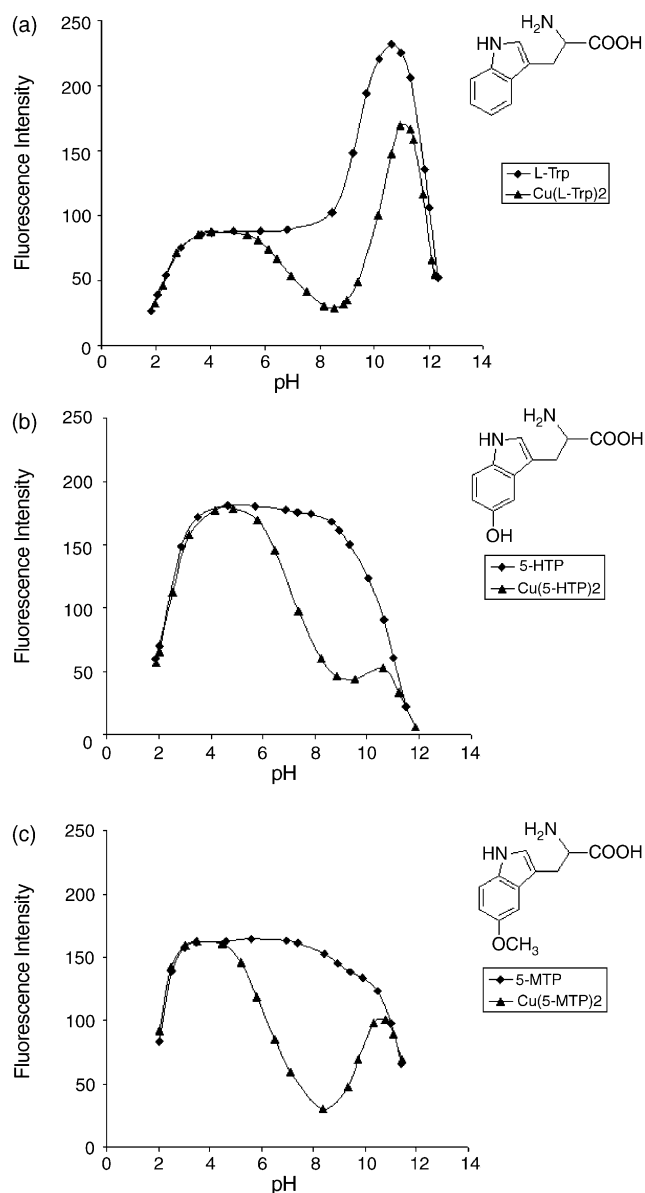 (a)
250
200
150
100
50
0
Fluorescence Intensity
0 2 4 6 8 10 12 14
pH
H₂N
HN
COOH
L-Trp
Cu(L-Trp)2
(b)
250
200
150
100
50
0
Fluorescence Intensity
0 2 4 6 8 10 12 14
pH
H₂N
HN
COOH
OH
5-HTP
Cu(5-HTP)2
(c)
250
200
150
100
50
0
Fluorescence Intensity
0 2 4 6 8 10 12 14
pH
H₂N
HN
COOH
OCH₃
5-MTP
Cu(5-MTP)2